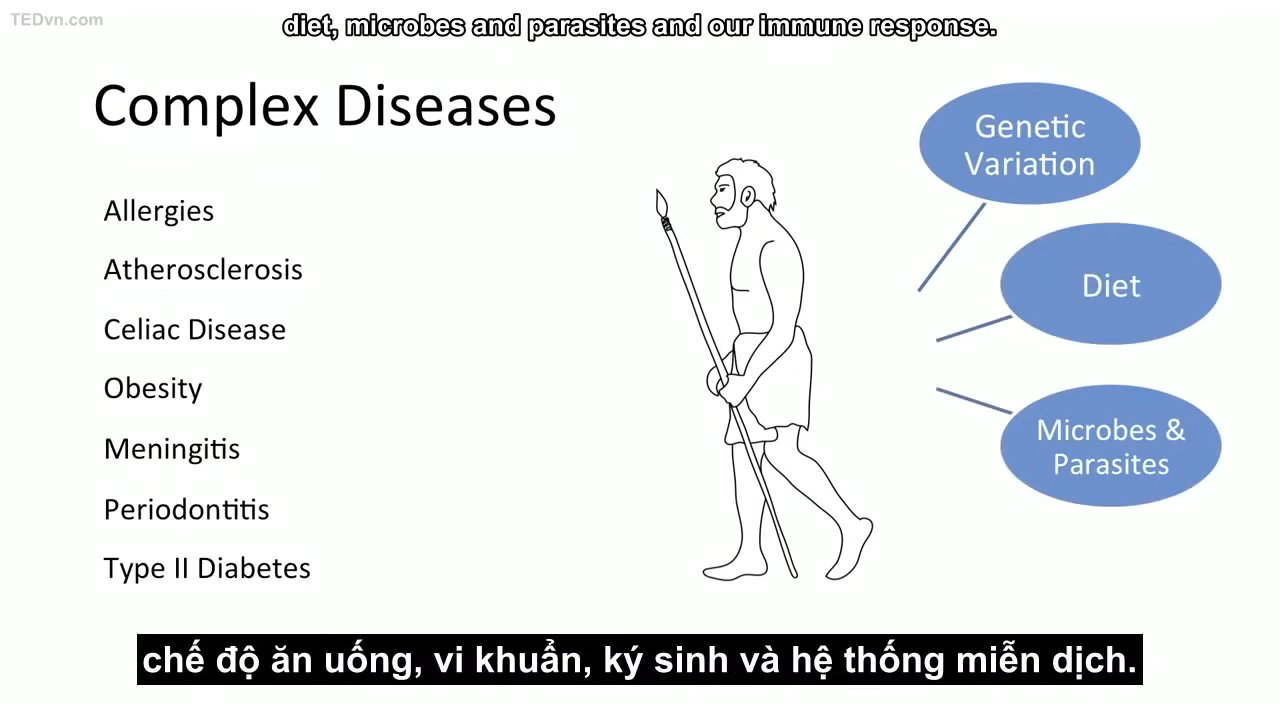 TEDvn.com
diet, microbes and parasites and our immune response.
Complex Diseases
Allergies
Atherosclerosis
Celiac Disease
Obesity
Meningitis
Periodontitis
Type II Diabetes
Genetic
Variation
Diet
Microbes &
Parasites
chế độ ăn uống, vi khuẩn, ký sinh và hệ thống miễn dịch.